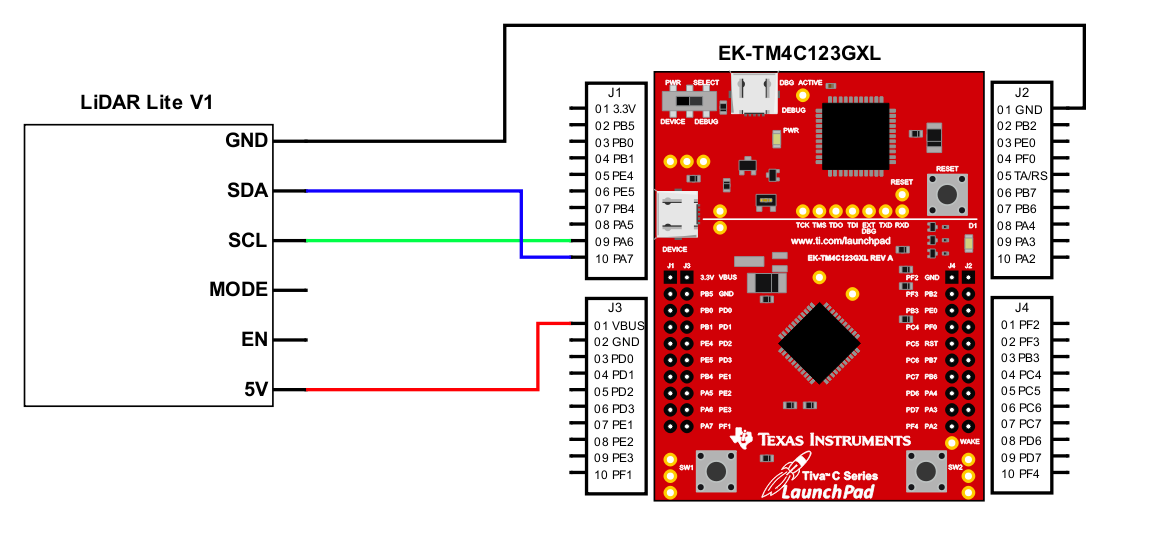 EK-TM4C123GXL
LiDAR Lite V1
GND
SDA
SCL
MODE
EN
5V
J1
01 3.3V
02 PB5
03 PB0
04 PB1
05 PE4
06 PE5
07 PB4
08 PA5
09 PA6
10 PA7
J3
01 VBUS
02 GND
03 PD0
04 PD1
05 PD2
06 PD3
07 PE1
08 PE2
09 PE3
10 PF1
PWR SELECT
DEVICE DEBUG
DBG ACTIVE
DEBUG
PWR
RESET
RESET
TCK TMS TDO TDI EXT TXD RXD
DBG
D1
DEVICE
www.ti.com/launchpad
EK-TM4C123GXL REV A
J1 J3
3.3V VBUS
PB5 GND
PB0 PD0
PB1 PD1
PE4 PD2
PE5 PD3
PB4 PE1
PA5 PE2
PA6 PE3
PA7 PF1
J4 J2
PF2 GND
PF3 PB2
PB3 PE0
PC4 PF0
PC5 RST
PC6 PB7
PC7 PB6
PD6 PA4
PD7 PA3
PF4 PA2
TEXAS INSTRUMENTS
WAKE
SW1
SW2
Tiva™ C Series
LaunchPad
J2
01 GND
02 PB2
03 PE0
04 PF0
05 TA/RS
06 PB7
07 PB6
08 PA4
09 PA3
10 PA2
J4
01 PF2
02 PF3
03 PB3
04 PC4
05 PC5
06 PC6
07 PC7
08 PD6
09 PD7
10 PF4